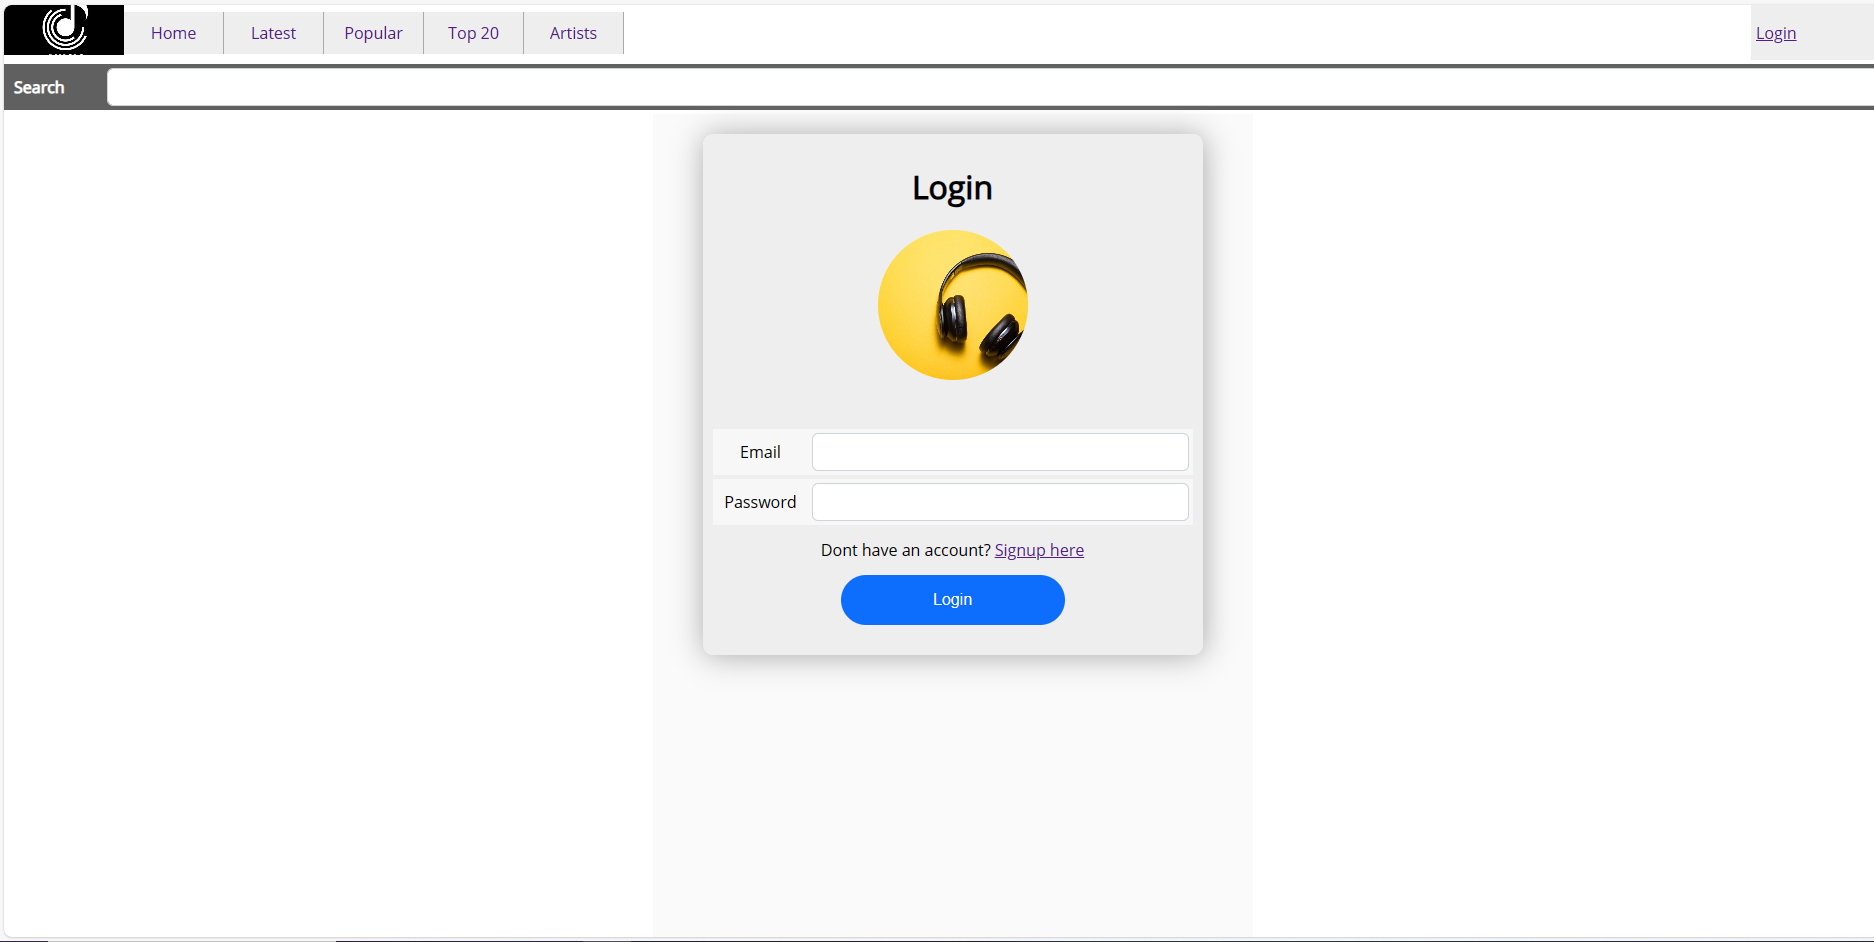 Home Latest Popular Top 20 Artists Login
Search
Login
Email
Password
Dont have an account? Signup here
Login